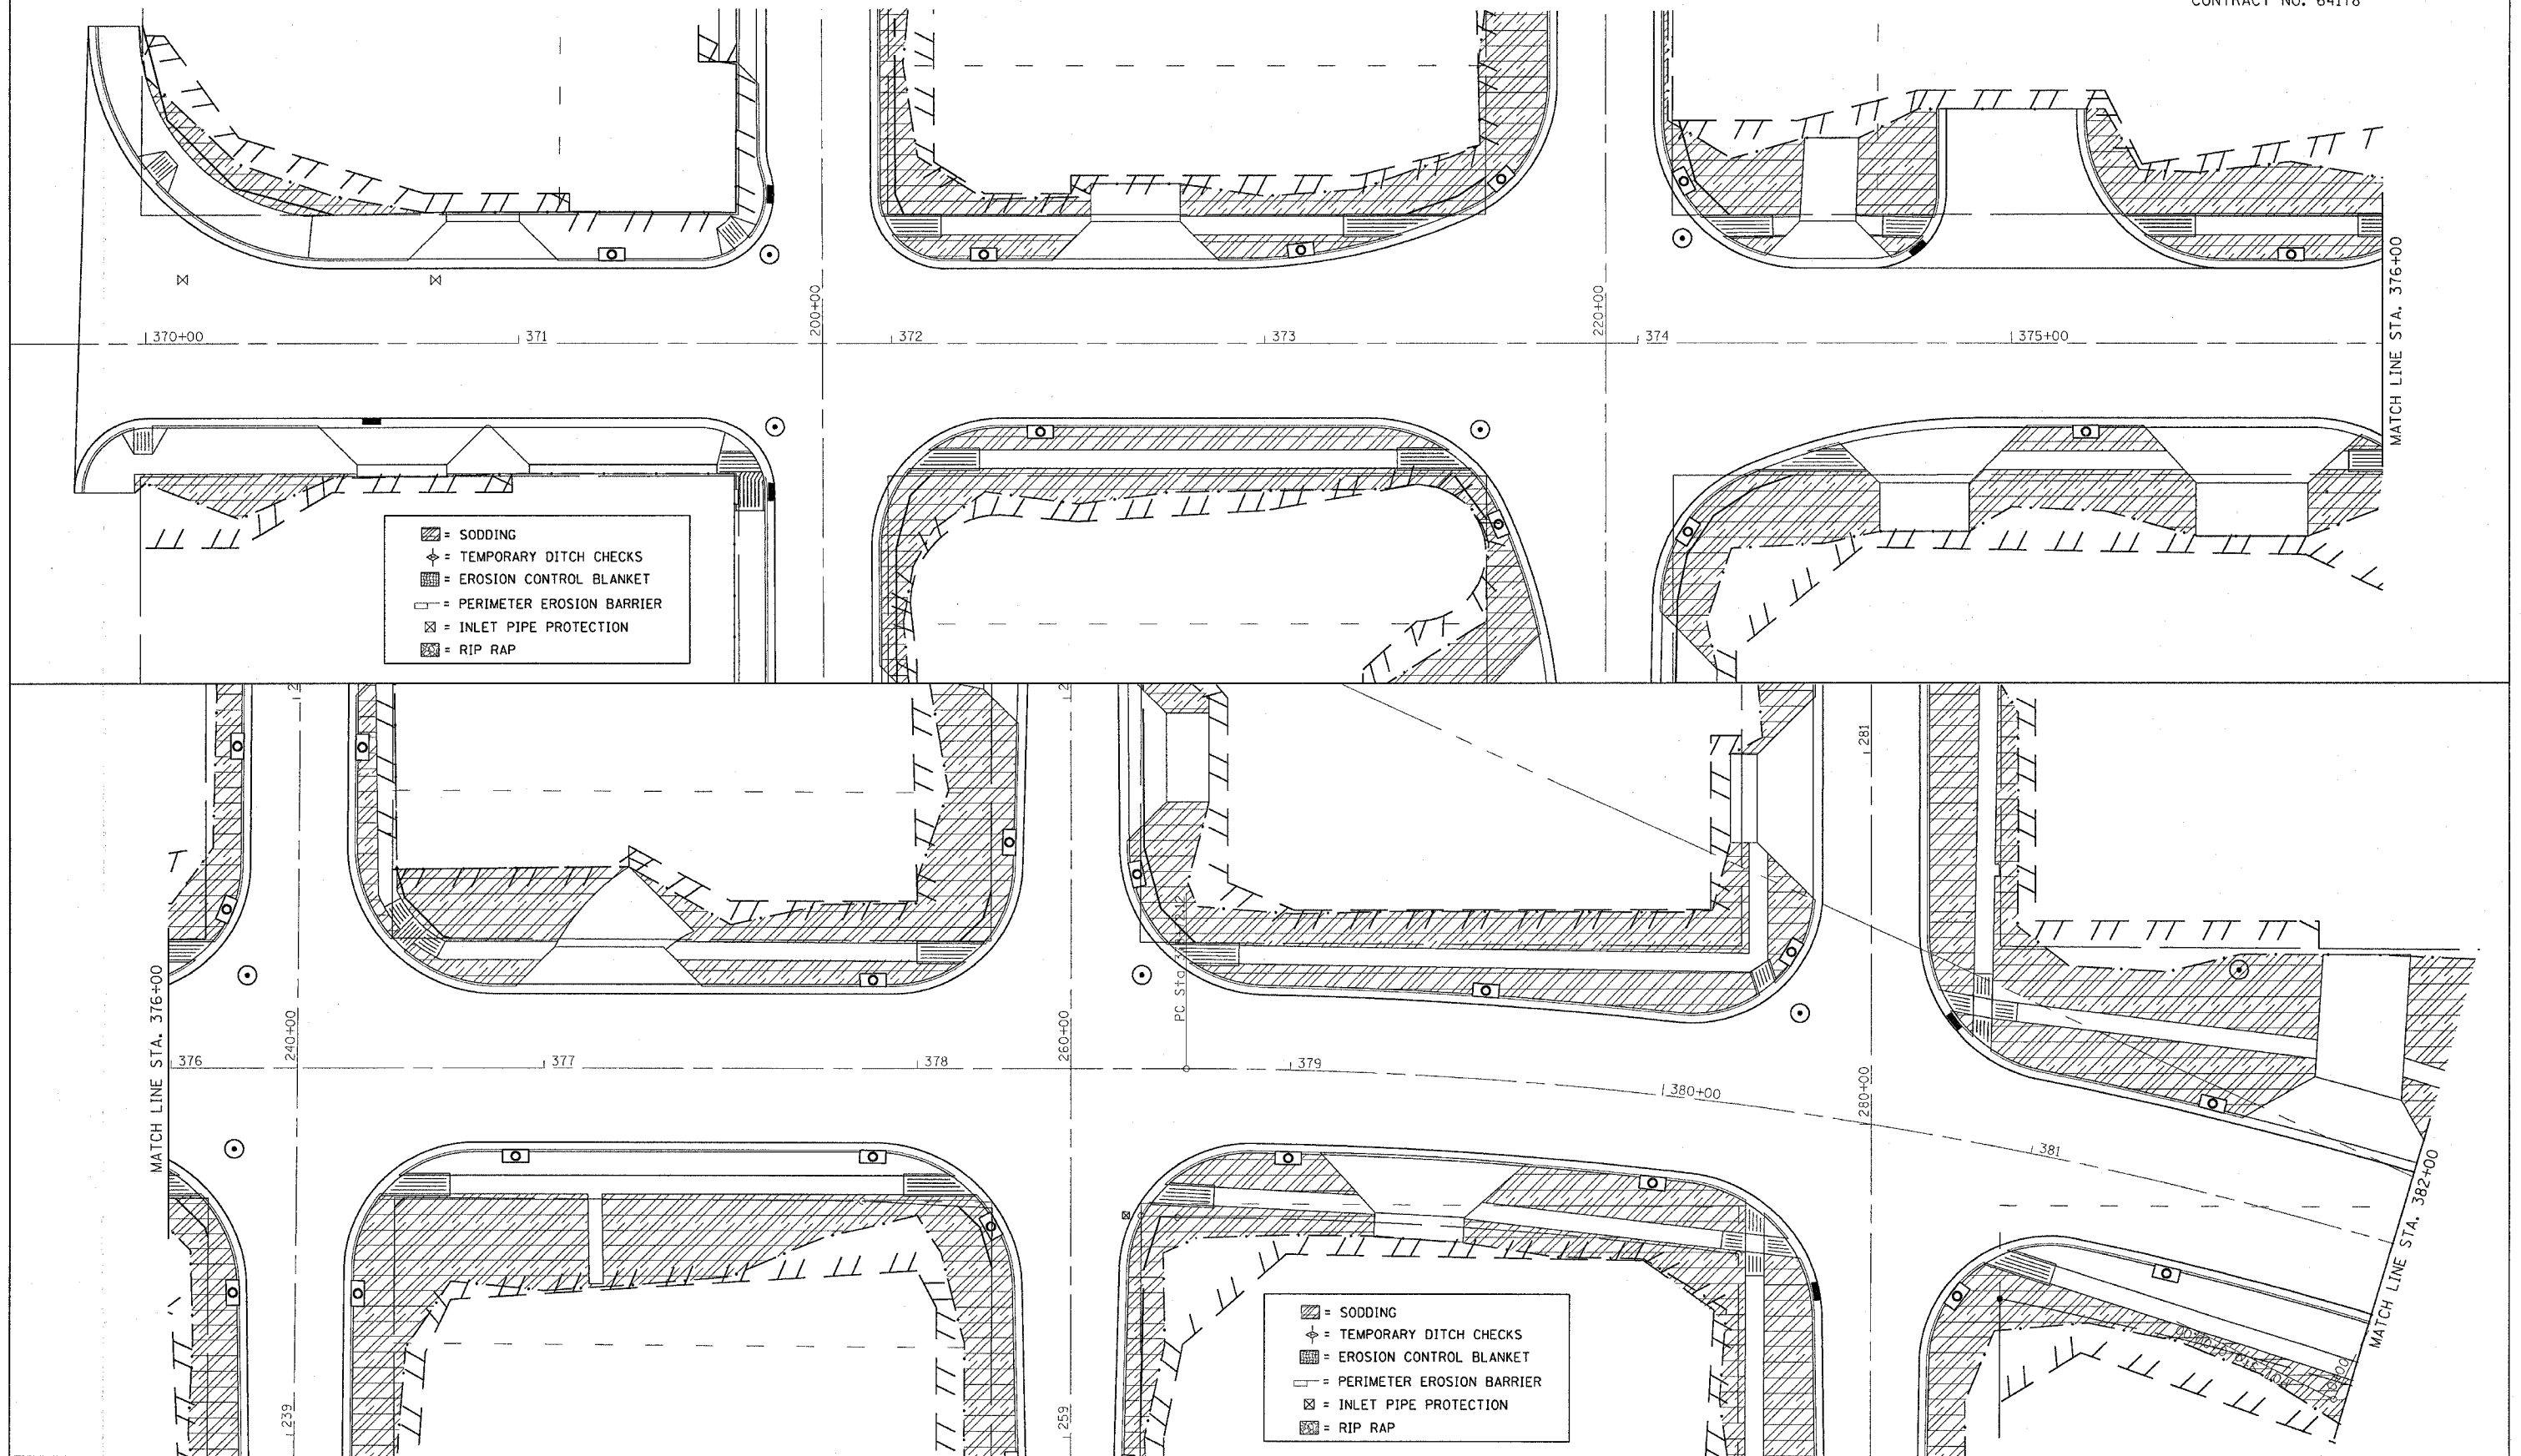 CONTRACT NO. 64178
370+00
371
200+00
372
373
220+00
374
375+00
MATCH LINE STA. 376+00
= SODDING
= TEMPORARY DITCH CHECKS
= EROSION CONTROL BLANKET
= PERIMETER EROSION BARRIER
= INLET PIPE PROTECTION
= RIP RAP
281
MATCH LINE STA. 376+00
376
240+00
377
378
260+00
PC Sta
379
380+00
280+00
381
MATCH LINE STA. 382+00
239
259
= SODDING
= TEMPORARY DITCH CHECKS
= EROSION CONTROL BLANKET
= PERIMETER EROSION BARRIER
= INLET PIPE PROTECTION
= RIP RAP